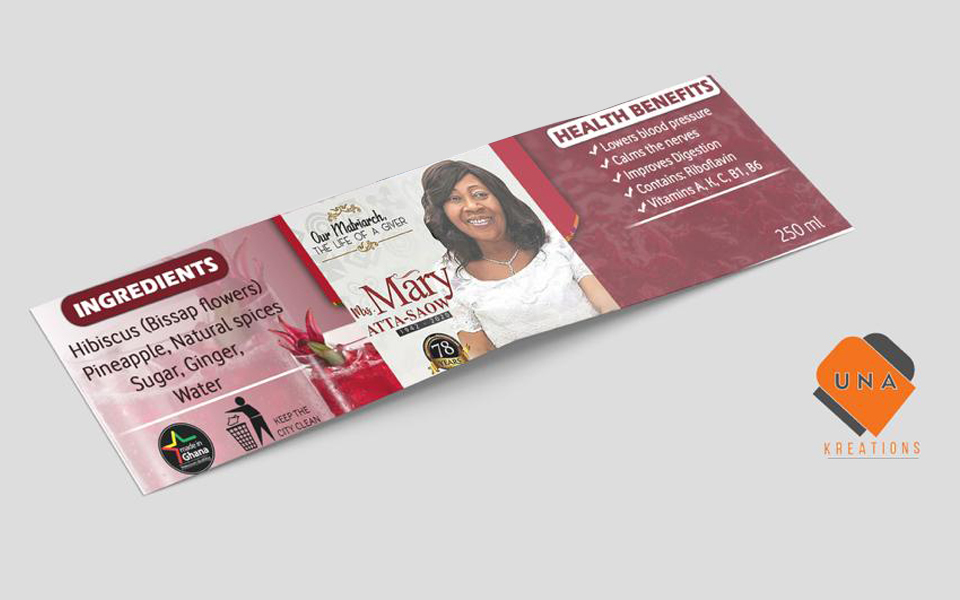 INGREDIENTS
Hibiscus (Bissap flowers)
Pineapple, Natural spices
Sugar, Ginger,
Water
made in
Ghana
KEEP THE
CITY CLEAN
Our Matriarch,
THE LIFE OF A GIVER
Ms. Mary
ATTA-SAOW
78
YEARS
HEALTH BENEFITS
Lowers blood pressure
Calms the nerves
Improves Digestion
Contains: Riboflavin
Vitamins A, K, C, B1, B6
250 ml
UNA
KREATIONS